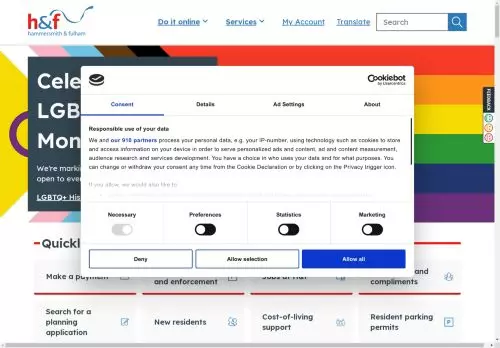 h&f
hammersmith & fulham
Do it online
Services
My Account
Translate
Search
FEEDBACK
Cele
LGB
Mon
We're marki
open to ever
LGBTQ+ His
Cookiebot
by Usercentrics
Consent
Details
Ad Settings
About
Responsible use of your data
We and our 910 partners process your personal data, e.g. your IP-number, using technology such as cookies to store
and access information on your device in order to serve personalized ads and content, ad and content measurement,
audience research and services development. You have a choice in who uses your data and for what purposes. You
can change or withdraw your consent any time from the Cookie Declaration or by clicking on the Privacy trigger icon.
If you allow, we would also like to
Necessary
Preferences
Statistics
Marketing
Deny
Allow selection
Allow all
Quickl
Make a payment
and enforcement
Jobs at H&F
and
compliments
Search for a
planning
application
New residents
Cost-of-living
support
Resident parking
permits